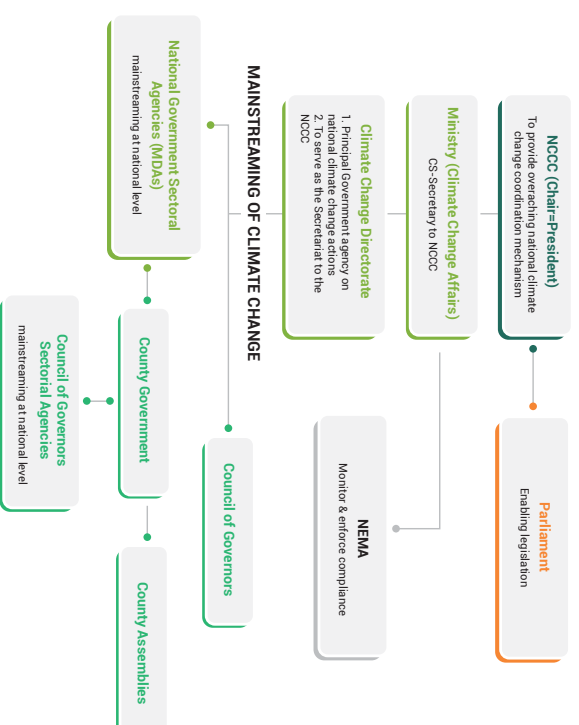 NCCC (Chair=President)
To provide overaching national climate
change coordination mechanism
Parliament
Enabling legislation
Ministry (Climate Change Affairs)
CS-Secretary to NCCC
NEMA
Monitor & enforce compliance
Climate Change Directorate
1. Principal Government agency on
national climate change actions
2. To serve as the Secretariat to the
NCCC
MAINSTREAMING OF CLIMATE CHANGE
National Government Sectoral
Agencies (MDAs)
mainstreaming at national level
Council of Governors
County Government
County Assemblies
Council of Governors
Sectorial Agencies
mainstreaming at national level